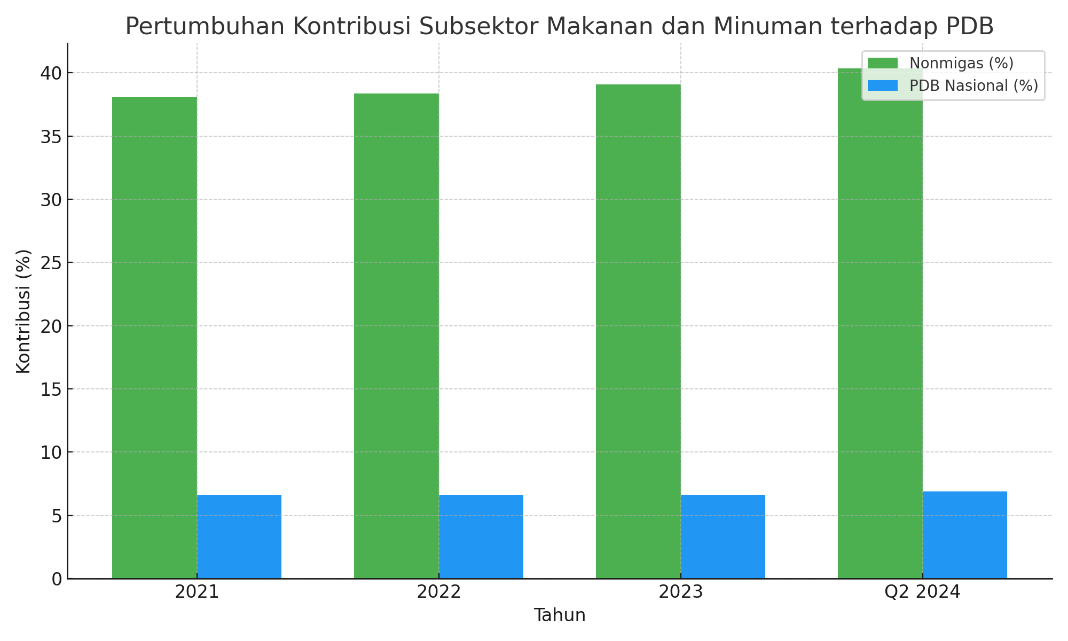 Pertumbuhan Kontribusi Subsektor Makanan dan Minuman terhadap PDB
Nonmigas (%)
PDB Nasional (%)
Kontribusi (%)
40
35
30
25
20
15
10
5
0
2021
2022
2023
Q2 2024
Tahun